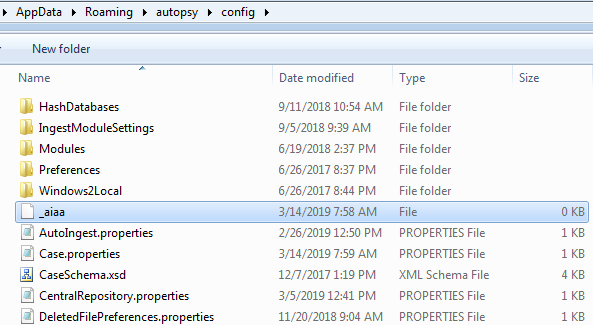 AppData Roaming autopsy config
New folder
Name Date modified Type Size
HashDatabases 9/11/2018 10:54 AM File folder
IngestModuleSettings 9/5/2018 9:39 AM File folder
Modules 6/19/2018 2:37 PM File folder
Preferences 6/26/2017 8:37 PM File folder
Windows2Local 6/26/2017 8:44 PM File folder
_aiaa 3/14/2019 7:58 AM File 0 KB
AutoIngest.properties 2/26/2019 12:50 PM PROPERTIES File 1 KB
Case.properties 3/14/2019 7:59 AM PROPERTIES File 1 KB
CaseSchema.xsd 12/7/2017 1:19 PM XML Schema File 4 KB
CentralRepository.properties 3/5/2019 12:41 PM PROPERTIES File 1 KB
DeletedFilePreferences.properties 11/20/2018 9:04 AM PROPERTIES File 1 KB